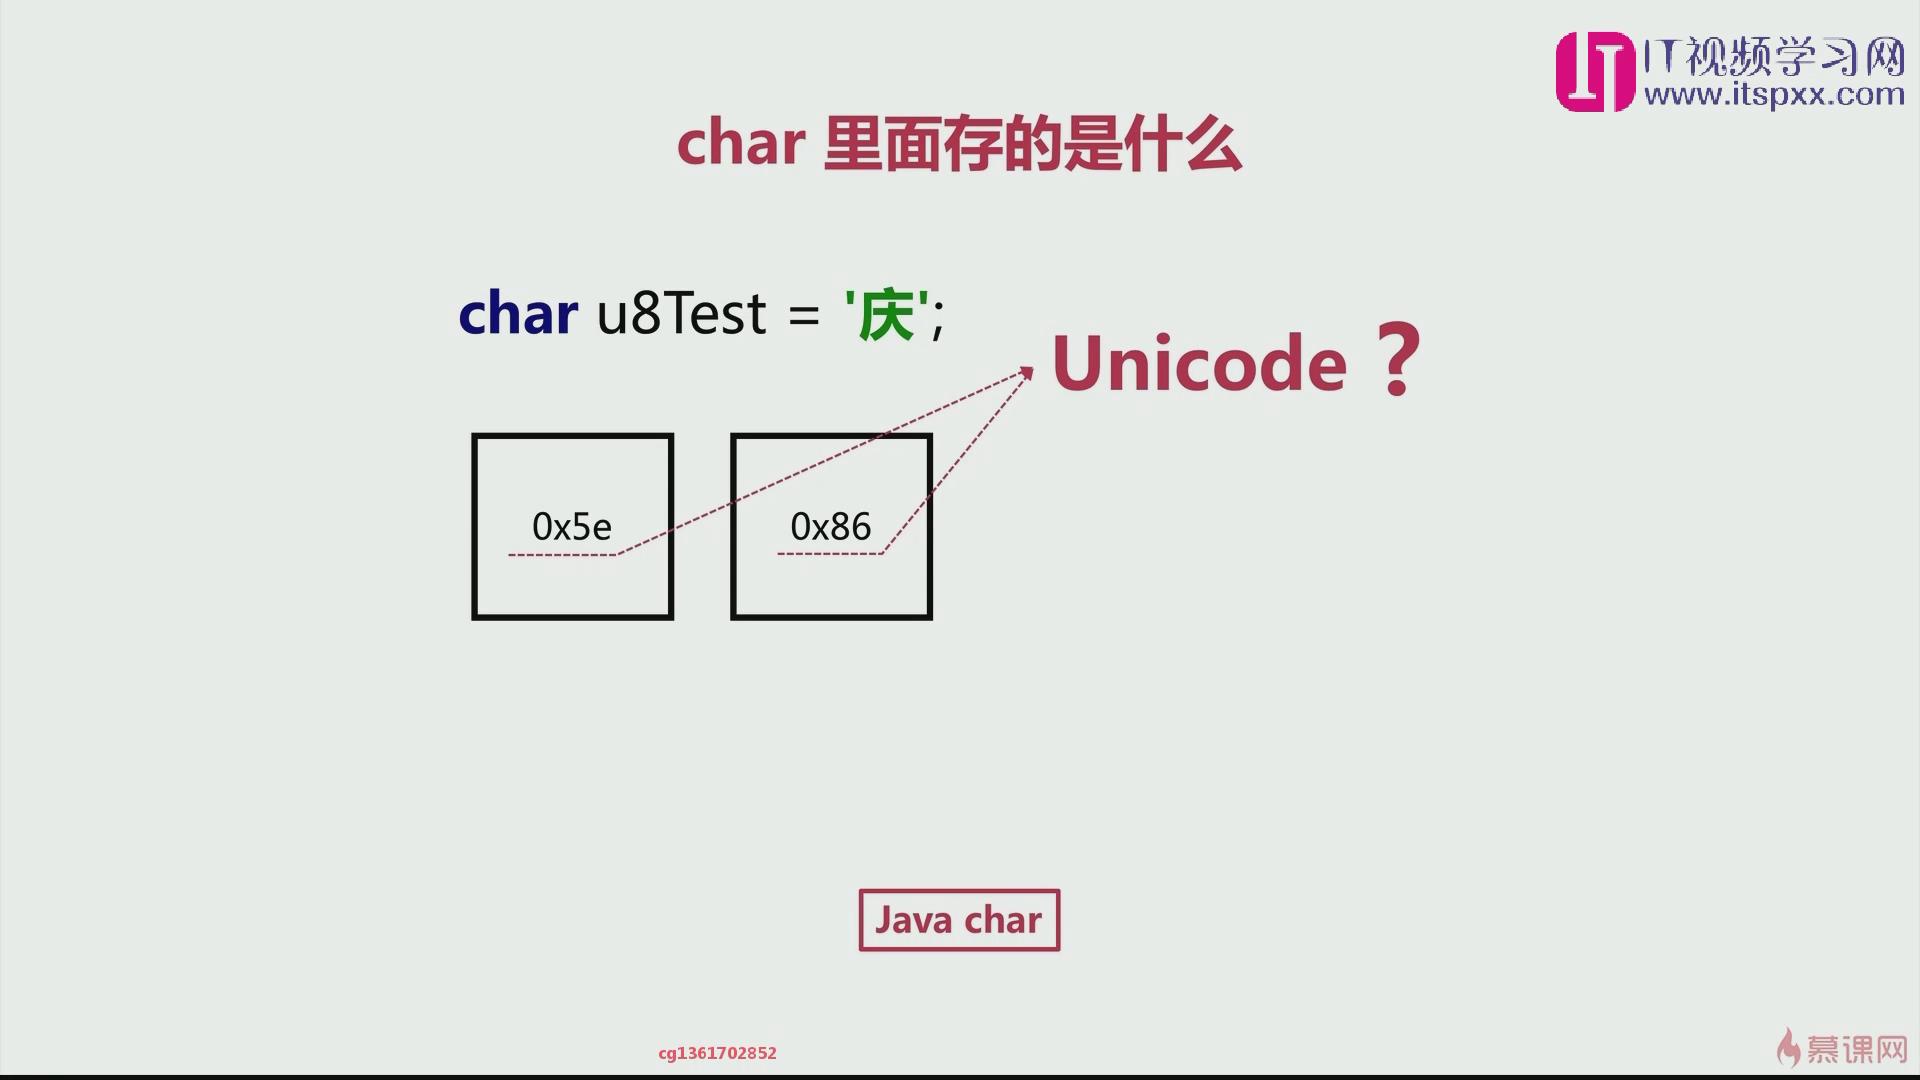 IT视频学习网
www.itspxx.com
char 里面存的是什么
char u8Test = '庆';
Unicode ?
0x5e
0x86
Java char
cg1361702852
慕课网